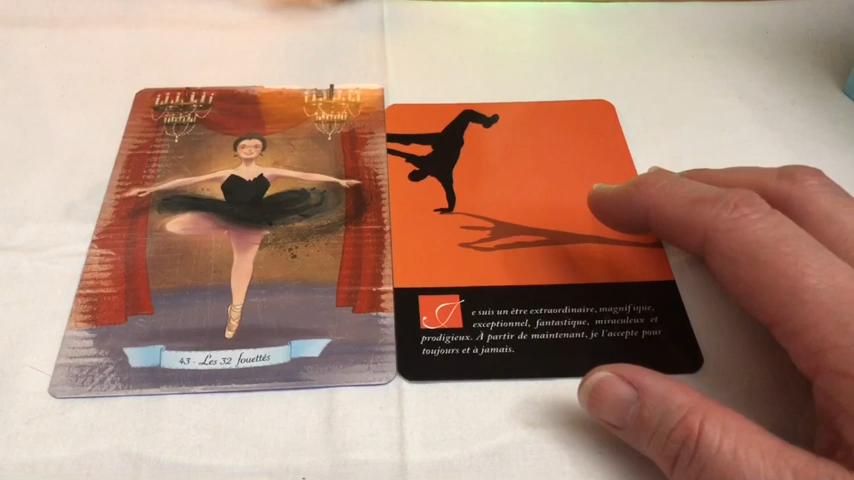 43 - Les 32 fouettés
Je suis un être extraordinaire, magnifique,
exceptionnel, fantastique, miraculeux et
prodigieux. À partir de maintenant, je l'accepte pour
toujours et à jamais.